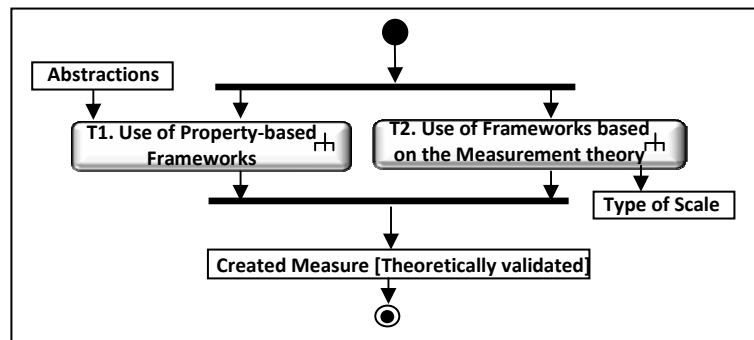 Abstractions
T1. Use of Property-based
Frameworks
T2. Use of Frameworks based
on the Measurement theory
Type of Scale
Created Measure [Theoretically validated]